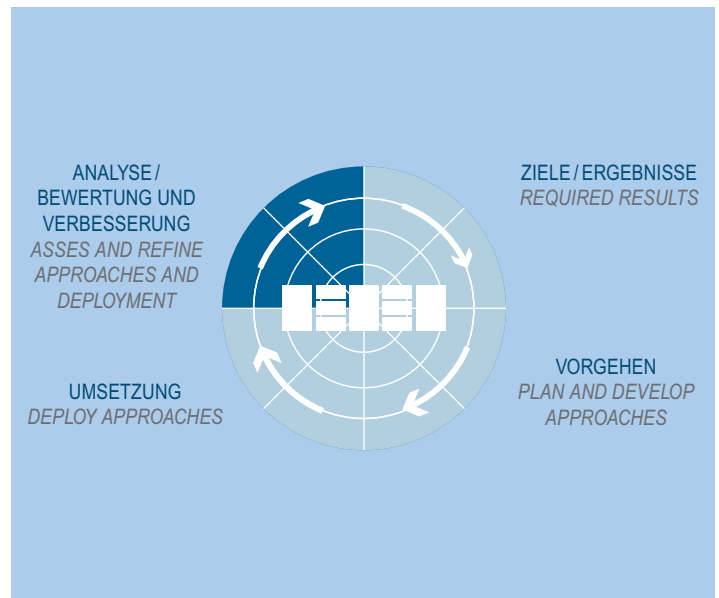 ANALYSE /
BEWERTUNG UND
VERBESSERUNG
ASSES AND REFINE
APPROACHES AND
DEPLOYMENT
ZIELE / ERGEBNISSE
REQUIRED RESULTS
UMSETZUNG
DEPLOY APPROACHES
VORGEHEN
PLAN AND DEVELOP
APPROACHES